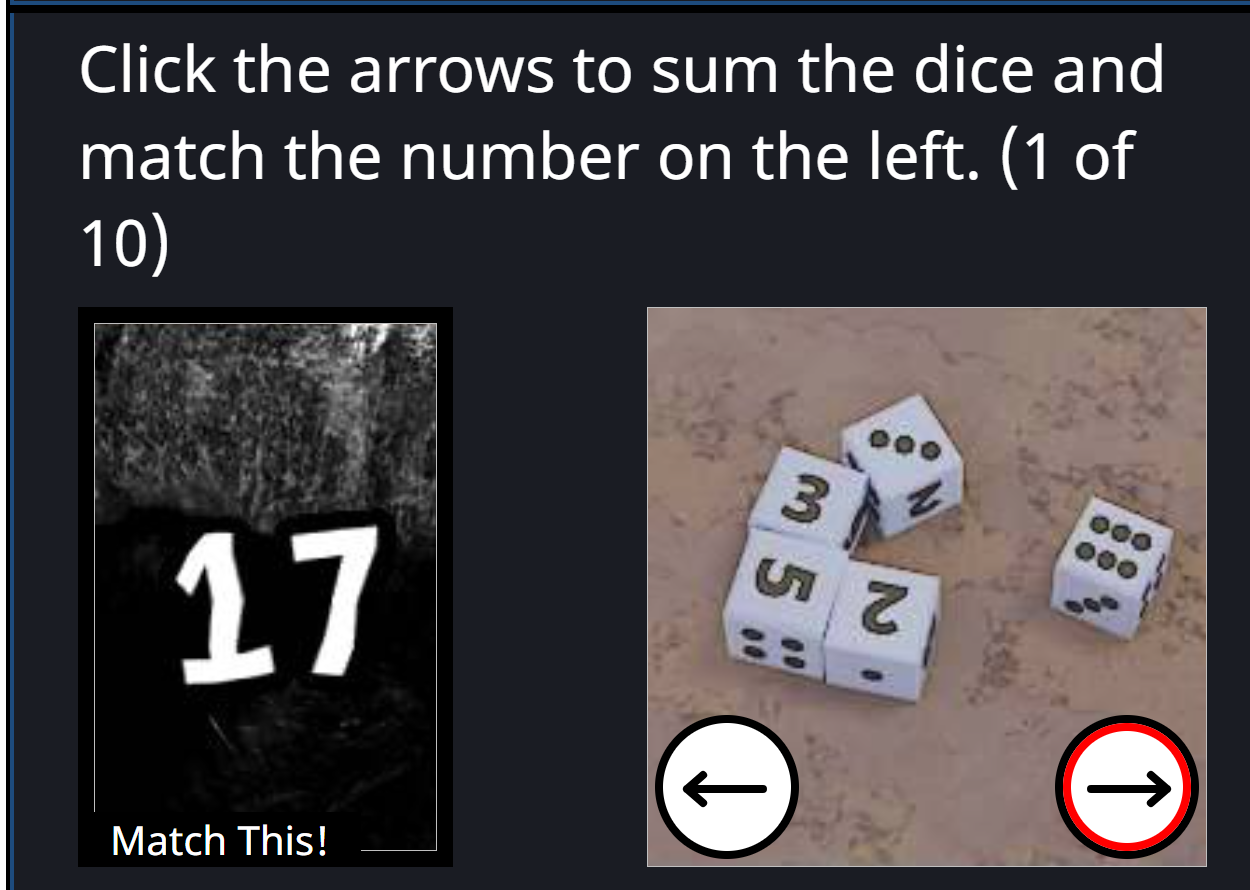 Click the arrows to sum the dice and
match the number on the left. (1 of
10)
17
Match This!
2
3
5
2